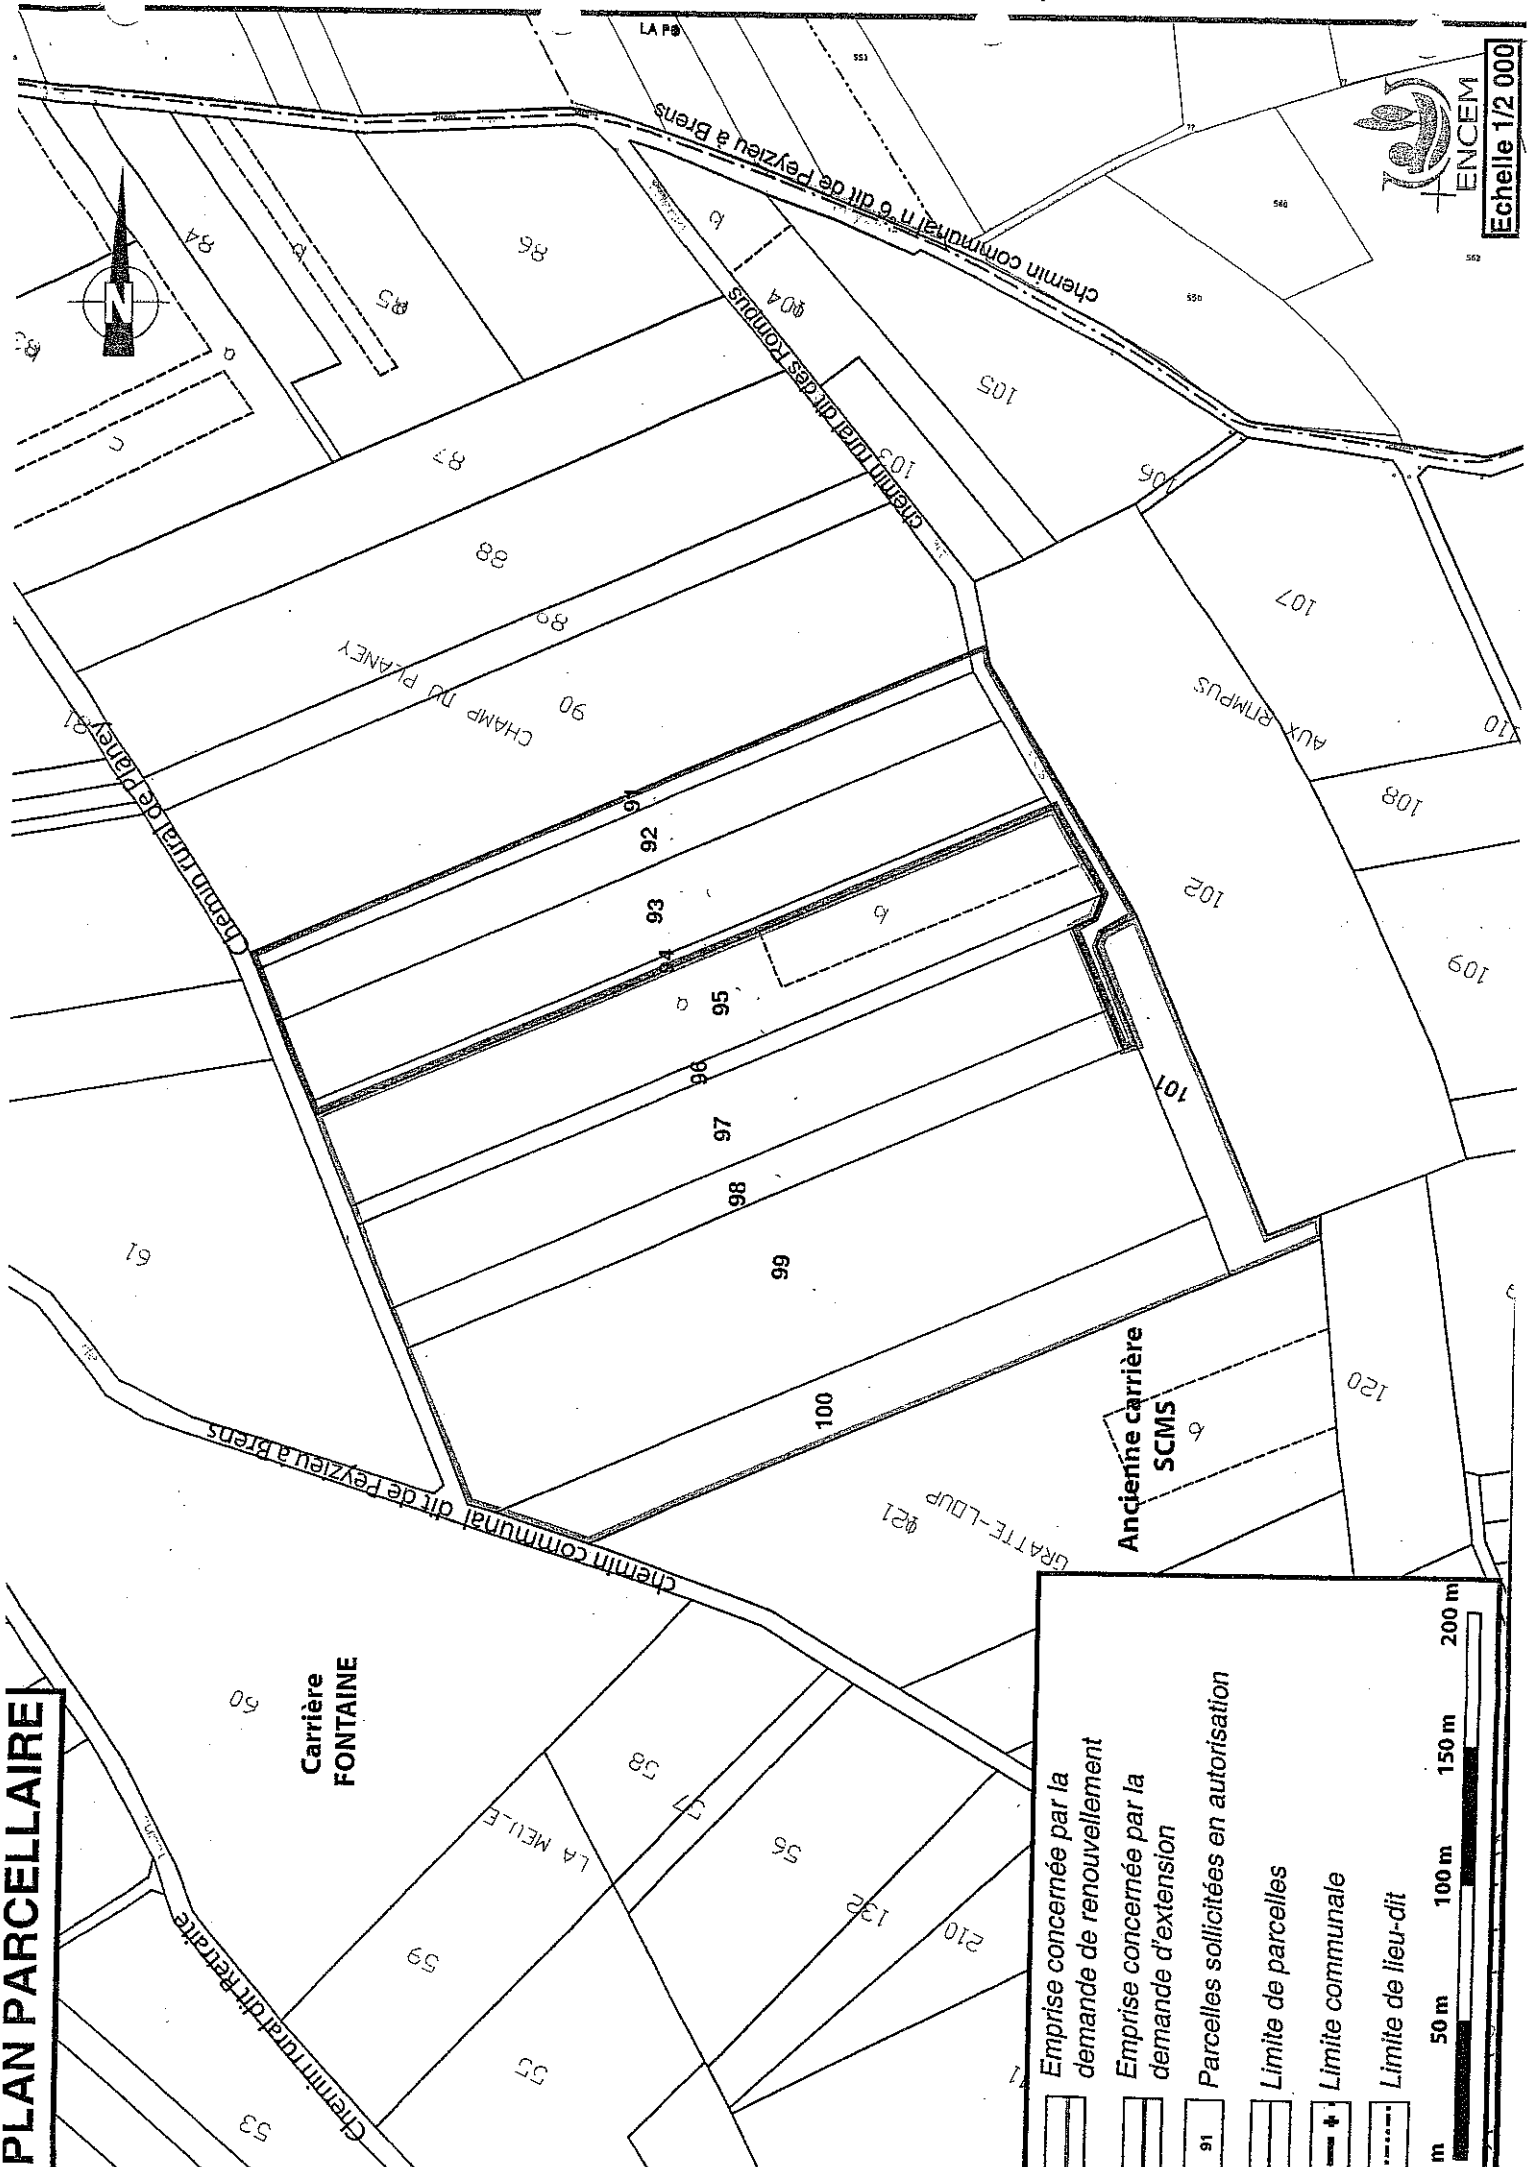 PLAN PARCELLAIRE
Carrière
FONTAINE
Ancienne carrière
SCMS
Chemin rural dit Retraite
chemin communal dit de Peyzieu à Brens
Chemin rural de Planey
chemin rural dit des Rompus
chemin communal n°6 dit de Peyzieu à Brens
CHAMP DU PLANEY
AUX ROMPUS
GRATTE-LOUP
LA MEULE
N
53
55
59
60
58
57
56
132
210
61
81
84
b
86
a
c
87
88
89
90
91
92
93
94
a
95
b
96
97
98
99
100
101
102
103
104
b
105
106
107
108
109
110
120
121
b
550
Emprise concernée par la
demande de renouvellement
Emprise concernée par la
demande d'extension
91
Parcelles sollicitées en autorisation
Limite de parcelles
Limite communale
Limite de lieu-dit
m
50 m
100 m
150 m
200 m
ENCEM
Echelle 1/2 000